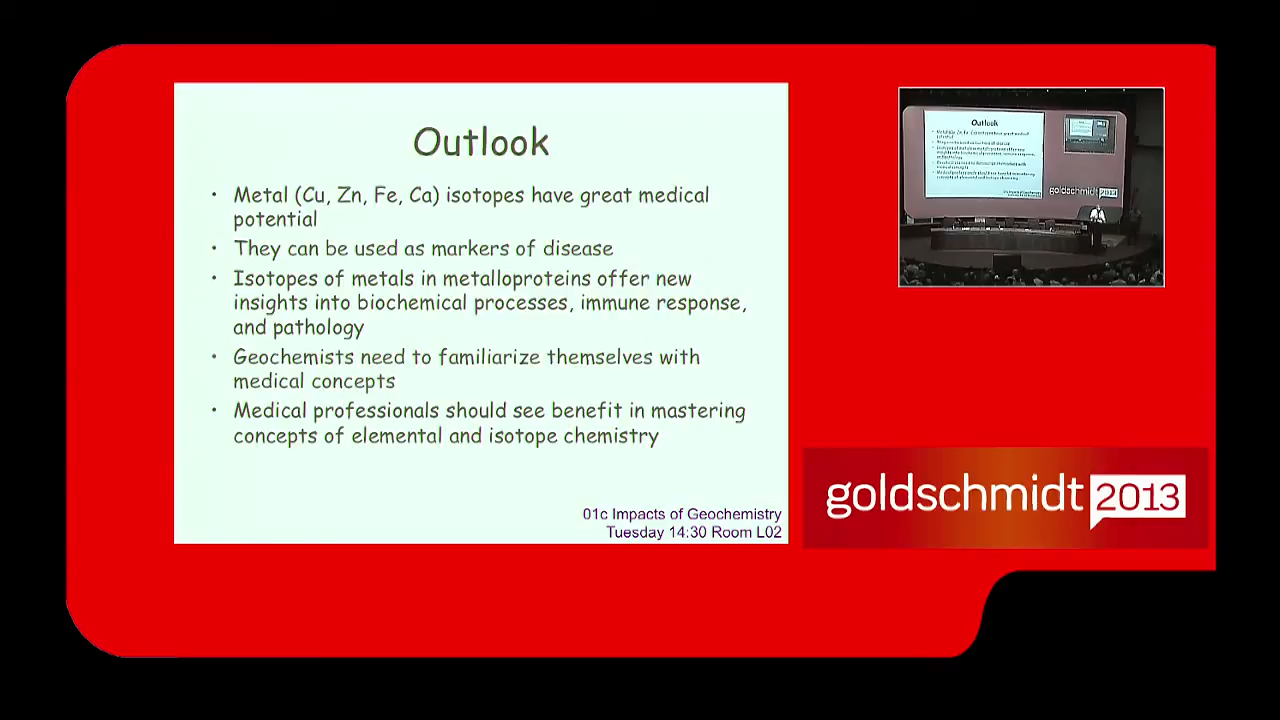 Outlook
• Metal (Cu, Zn, Fe, Ca) isotopes have great medical
potential
• They can be used as markers of disease
• Isotopes of metals in metalloproteins offer new
insights into biochemical processes, immune response,
and pathology
• Geochemists need to familiarize themselves with
medical concepts
• Medical professionals should see benefit in mastering
concepts of elemental and isotope chemistry
01c Impacts of Geochemistry
Tuesday 14:30 Room L02
Outlook
goldschmidt 2013
goldschmidt 2013